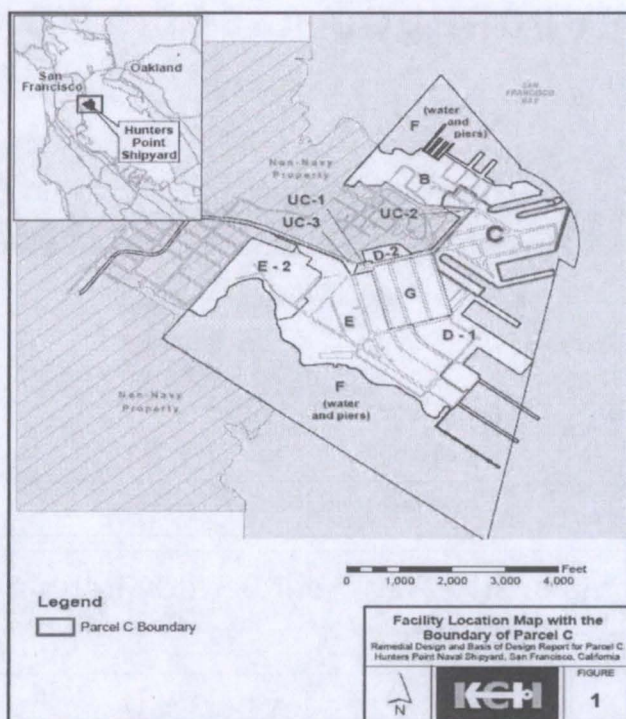 San
Francisco
Oakland
Hunters
Point
Shipyard
SAN
FRANCISCO
BAY
F
(water
and
piers)
Non-Navy
Property
B
UC-1
UC-2
UC-3
C
D-2
E-2
G
E
D-1
F
(water
and piers)
Non-Navy
Property
Feet
0 1,000 2,000 3,000 4,000
Legend
Parcel C Boundary
Facility Location Map with the
Boundary of Parcel C
Remedial Design and Basis of Design Report for Parcel C
Hunters Point Naval Shipyard, San Francisco, California
N
KCH
FIGURE
1